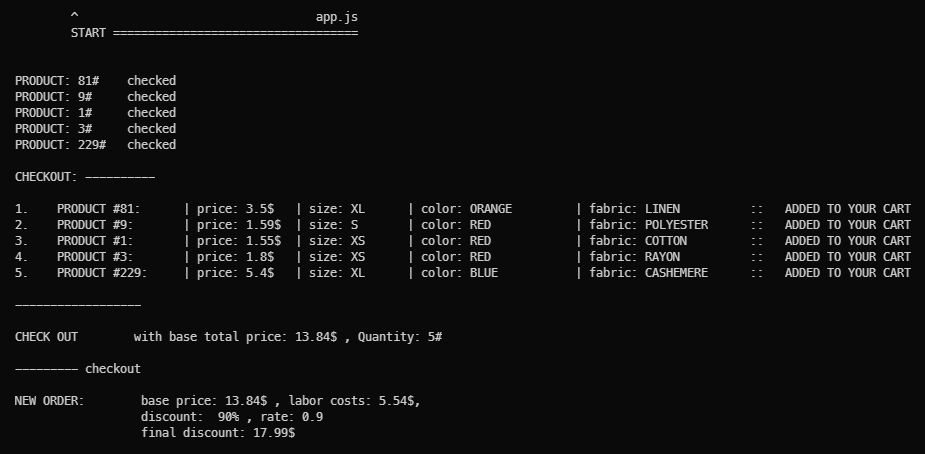 ^ app.js
START ===================================
PRODUCT: 81# checked
PRODUCT: 9# checked
PRODUCT: 1# checked
PRODUCT: 3# checked
PRODUCT: 229# checked
CHECKOUT: ----------
1. PRODUCT #81: | price: 3.5$ | size: XL | color: ORANGE | fabric: LINEN :: ADDED TO YOUR CART
2. PRODUCT #9: | price: 1.59$ | size: S | color: RED | fabric: POLYESTER :: ADDED TO YOUR CART
3. PRODUCT #1: | price: 1.55$ | size: XS | color: RED | fabric: COTTON :: ADDED TO YOUR CART
4. PRODUCT #3: | price: 1.8$ | size: XS | color: RED | fabric: RAYON :: ADDED TO YOUR CART
5. PRODUCT #229: | price: 5.4$ | size: XL | color: BLUE | fabric: CASHEMERE :: ADDED TO YOUR CART
------------------
CHECK OUT with base total price: 13.84$ , Quantity: 5#
--------- checkout
NEW ORDER: base price: 13.84$ , labor costs: 5.54$,
discount: 90% , rate: 0.9
final discount: 17.99$